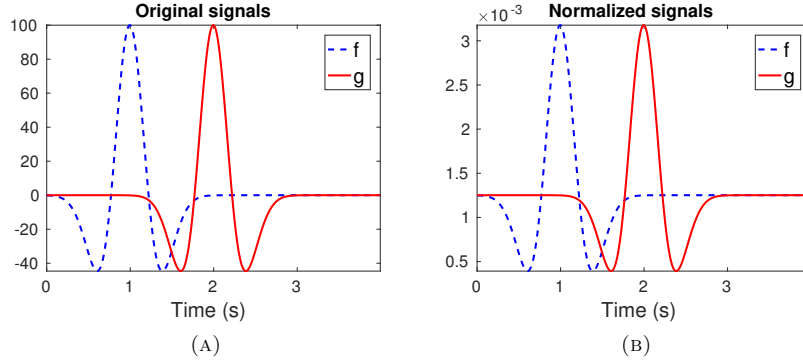 Original signals
100
80
60
40
20
0
-20
-40
0
1
2
3
Time (s)
f
g
(A)
Normalized signals
×10⁻³
3
2.5
2
1.5
1
0.5
0
1
2
3
Time (s)
f
g
(B)